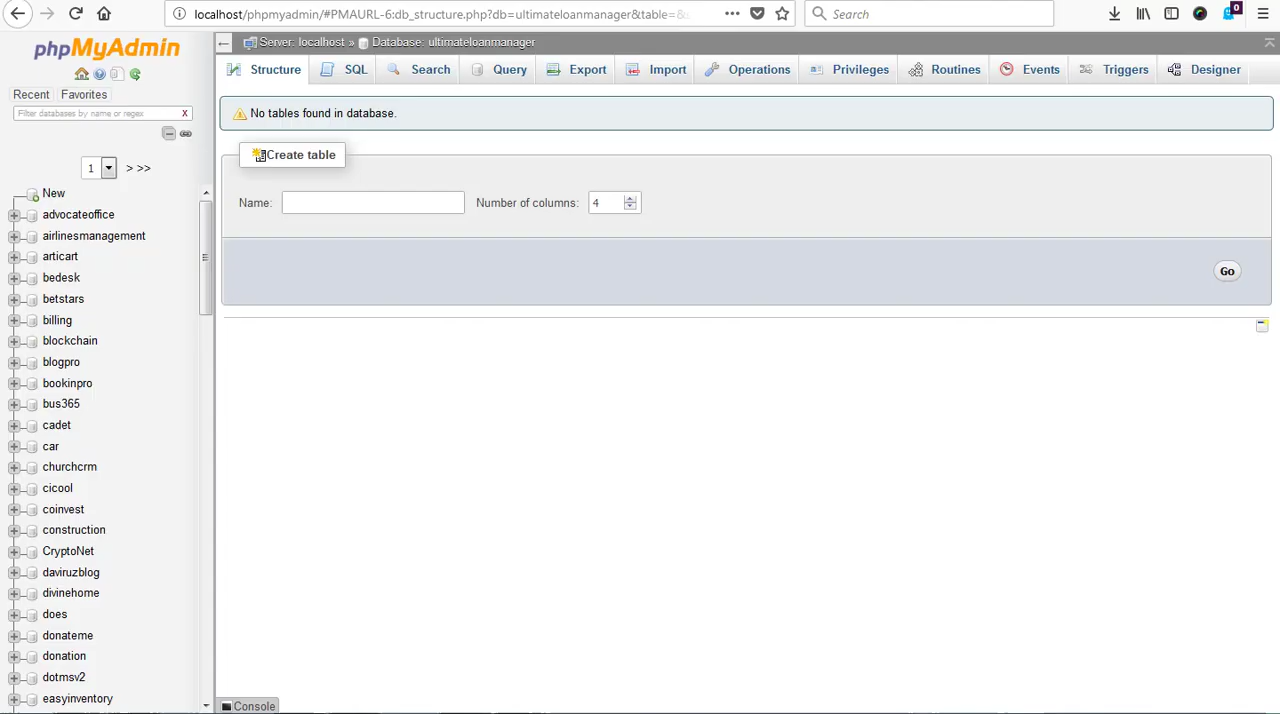 localhost/phpmyadmin/#PMAURL-6:db_structure.php?db=ultimateloanmanager&table=&s
Search
0
phpMyAdmin
Recent Favorites
Filter databases by name or regex X
1 > >>
New
advocateoffice
airlinesmanagement
articart
bedesk
betstars
billing
blockchain
blogpro
bookinpro
bus365
cadet
car
churchcrm
cicool
coinvest
construction
CryptoNet
daviruzblog
divinehome
does
donateme
donation
dotmsv2
easyinventory
Server: localhost » Database: ultimateloanmanager
Structure SQL Search Query Export Import Operations Privileges Routines Events Triggers Designer
No tables found in database.
Create table
Name: Number of columns: 4
Go
Console